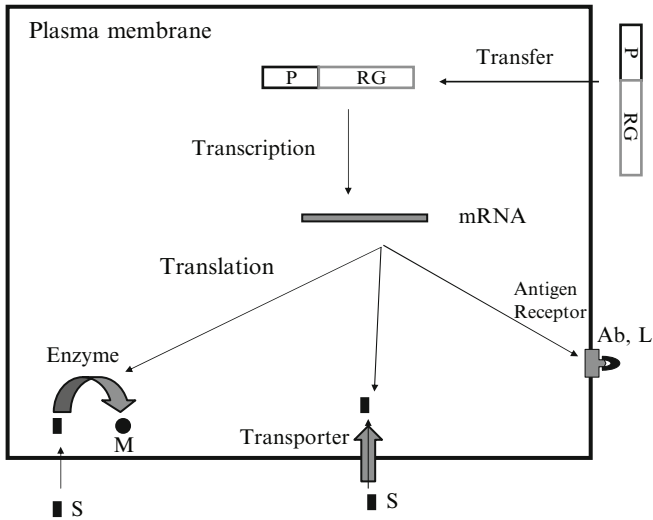 Plasma membrane
Transfer
P RG
P
RG
Transcription
mRNA
Translation
Antigen
Receptor
Ab, L
Enzyme
M
Transporter
S
S